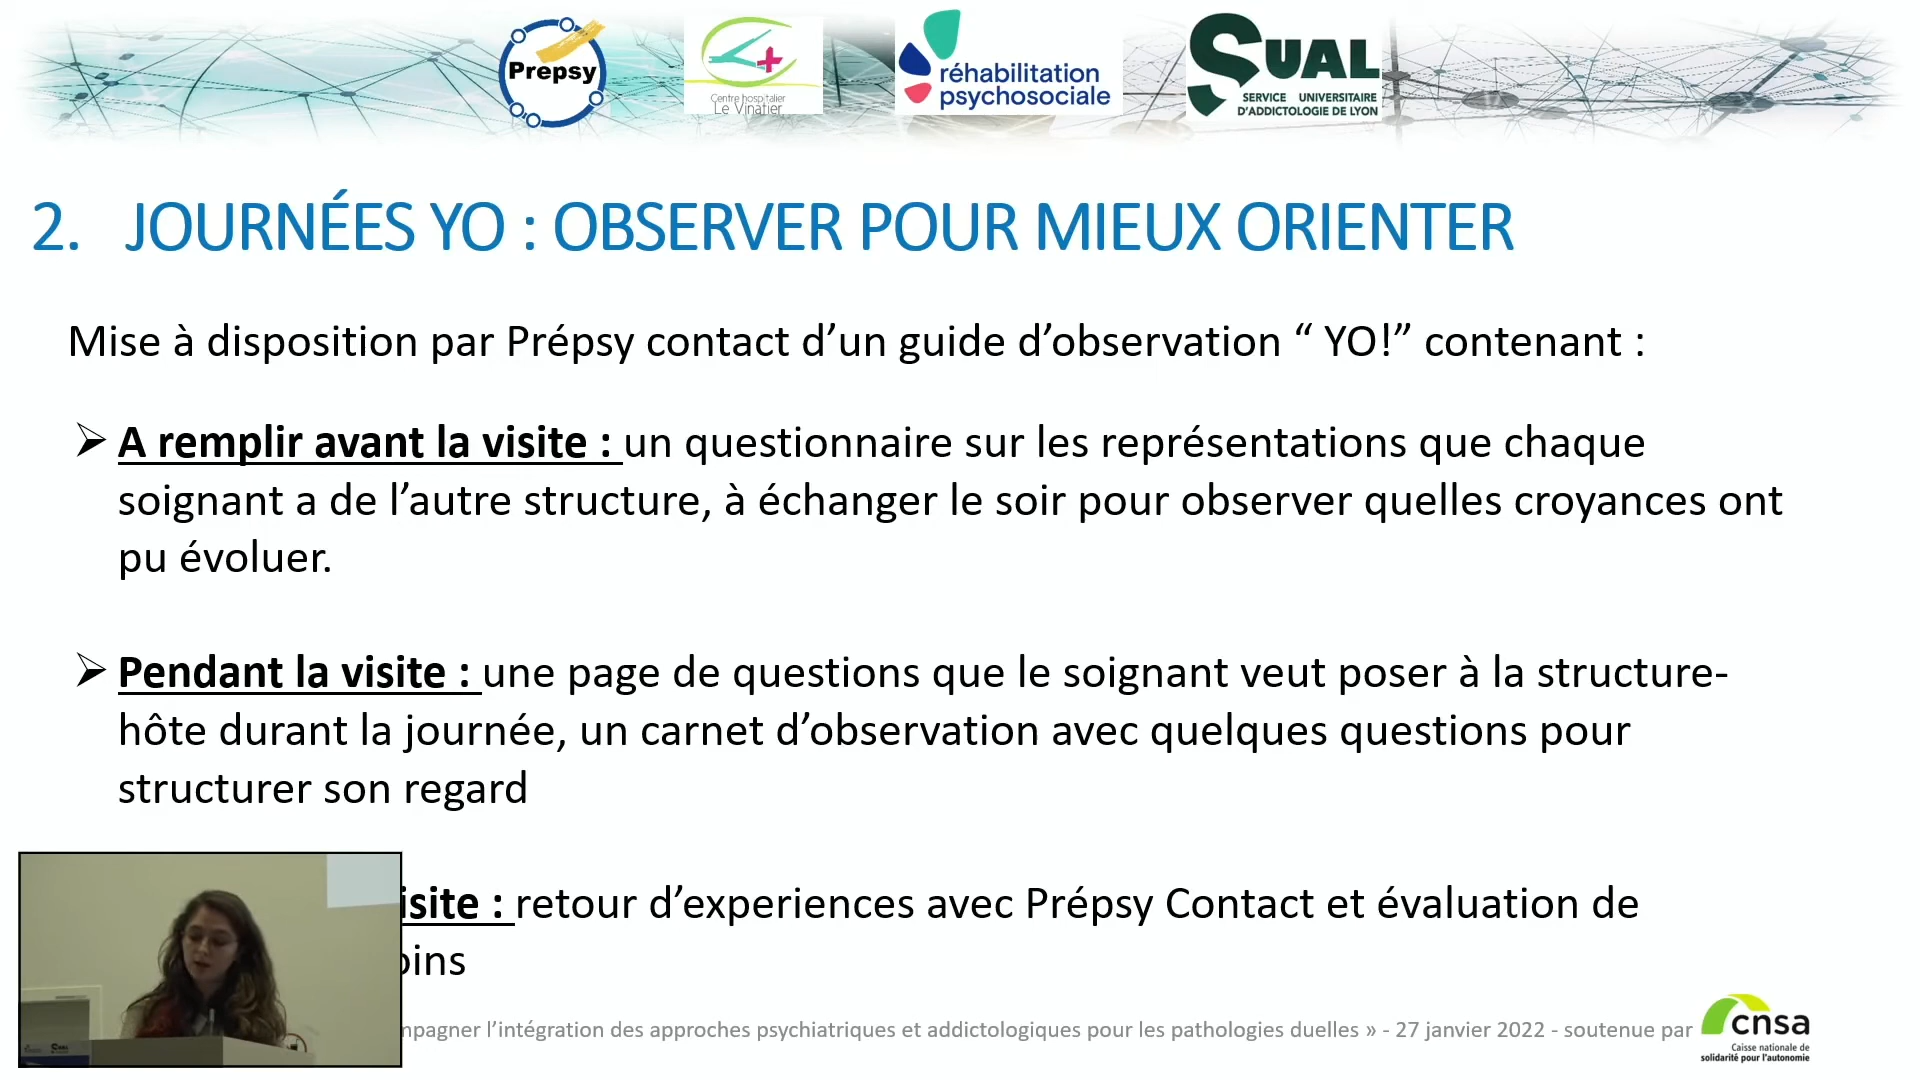 Prepsy
Centre hospitalier
Le Vinatier
réhabilitation
psychosociale
SUAL
SERVICE UNIVERSITAIRE
D'ADDICTOLOGIE DE LYON
2. JOURNÉES YO : OBSERVER POUR MIEUX ORIENTER
Mise à disposition par Prépsy contact d’un guide d’observation “ YO!” contenant :
➢ A remplir avant la visite : un questionnaire sur les représentations que chaque
soignant a de l’autre structure, à échanger le soir pour observer quelles croyances ont
pu évoluer.
➢ Pendant la visite : une page de questions que le soignant veut poser à la structure-
hôte durant la journée, un carnet d’observation avec quelques questions pour
structurer son regard
isite : retour d’experiences avec Prépsy Contact et évaluation de
oins
mpagner l’intégration des approches psychiatriques et addictologiques pour les pathologies duelles » - 27 janvier 2022 - soutenue par
cnsa
Caisse nationale de
solidarité pour l'autonomie